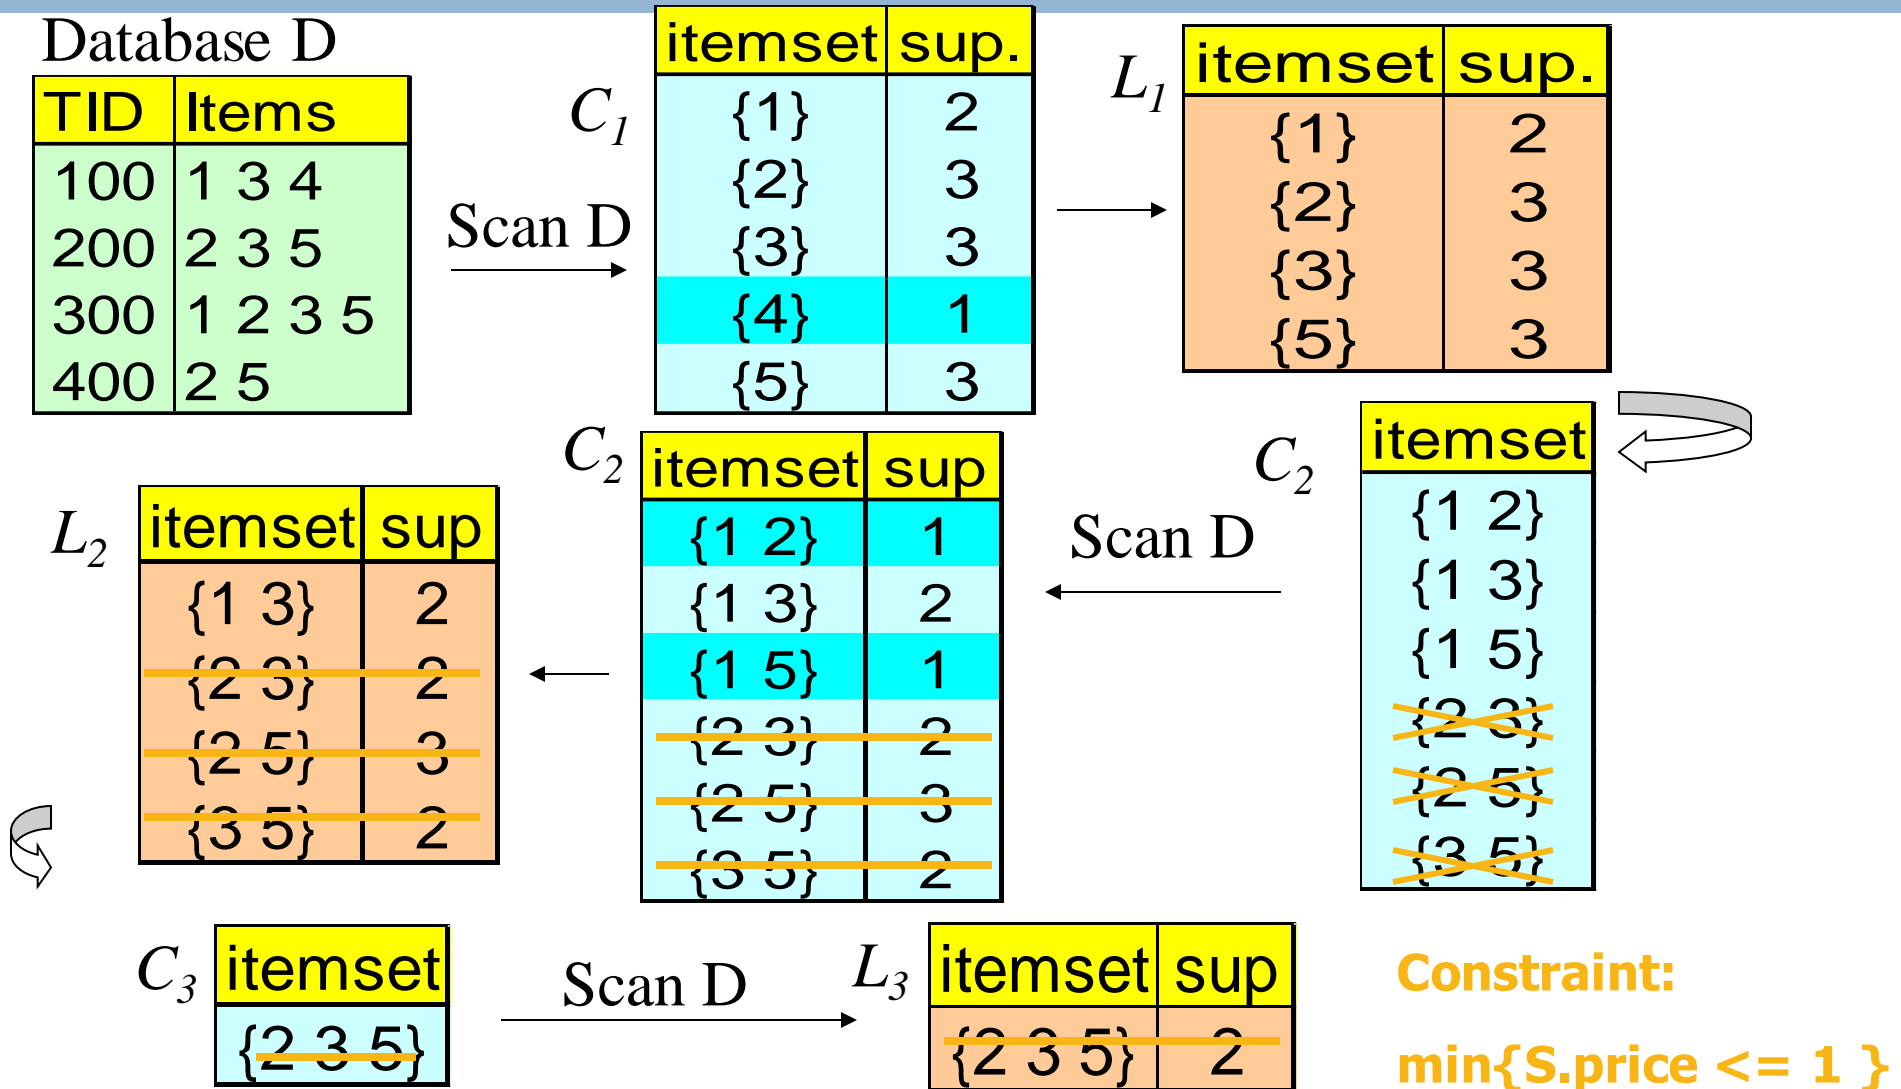 Database D
TID Items
100 1 3 4
200 2 3 5
300 1 2 3 5
400 2 5
Scan D
C1
itemset sup.
{1} 2
{2} 3
{3} 3
{4} 1
{5} 3
L1
itemset sup.
{1} 2
{2} 3
{3} 3
{5} 3
C2
itemset
{1 2}
{1 3}
{1 5}
{2 3}
{2 5}
{3 5}
Scan D
C2
itemset sup
{1 2} 1
{1 3} 2
{1 5} 1
{2 3} 2
{2 5} 3
{3 5} 2
L2
itemset sup
{1 3} 2
{2 3} 2
{2 5} 3
{3 5} 2
C3
itemset
{2 3 5}
Scan D
L3
itemset sup
{2 3 5} 2
Constraint:
min{S.price <= 1 }